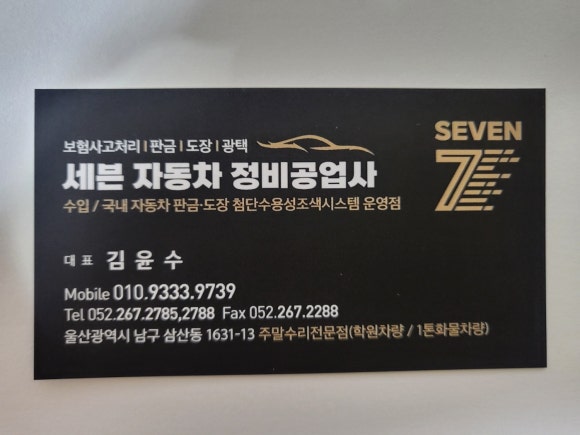 보험사고처리 | 판금 | 도장 | 광택
SEVEN
7
세븐 자동차 정비공업사
수입 / 국내 자동차 판금·도장 첨단수용성조색시스템 운영점
대 표 김 윤 수
Mobile 010.9333.9739
Tel 052.267.2785,2788 Fax 052.267.2288
울산광역시 남구 삼산동 1631-13 주말수리전문점(학원차량 / 1톤화물차량)